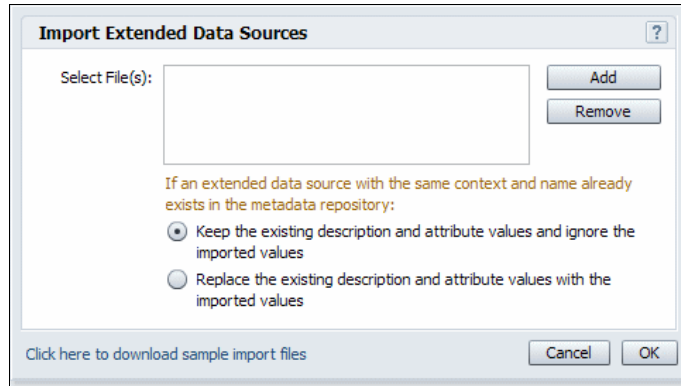 Import Extended Data Sources
?
Select File(s):
Add
Remove
If an extended data source with the same context and name already
exists in the metadata repository:
Keep the existing description and attribute values and ignore the
imported values
Replace the existing description and attribute values with the
imported values
Click here to download sample import files
Cancel
OK